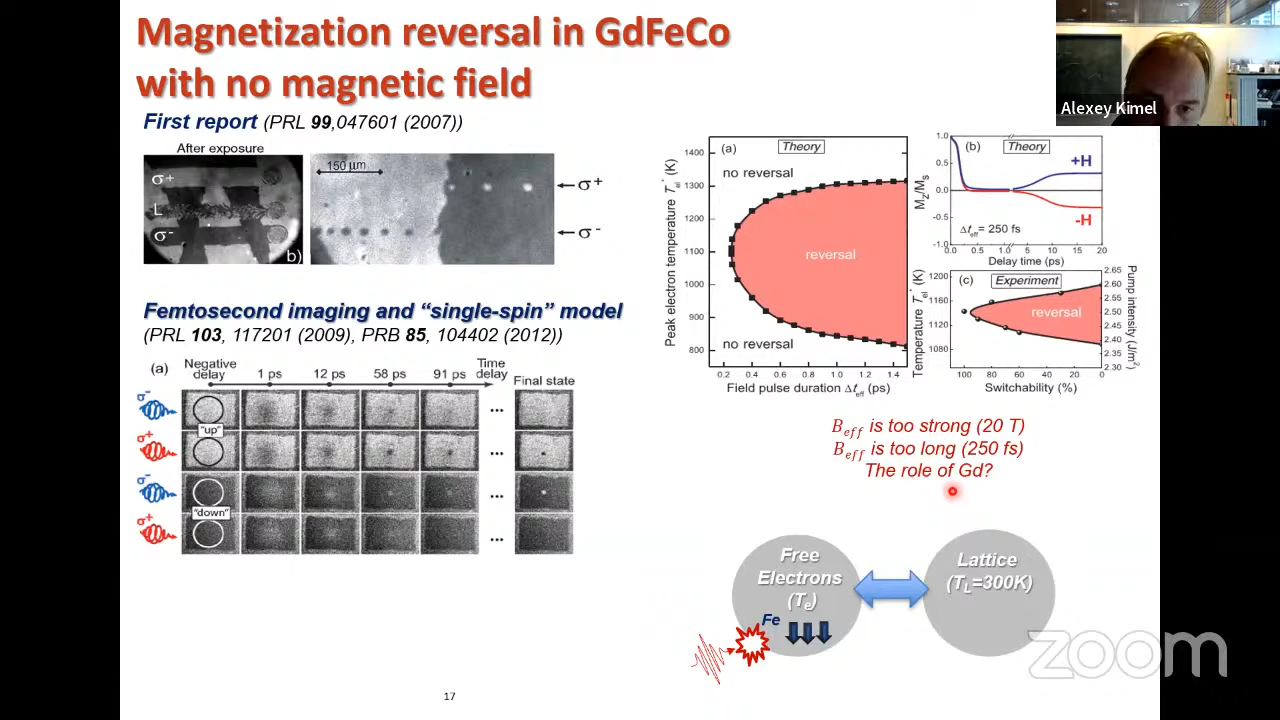 Magnetization reversal in GdFeCo
with no magnetic field
Alexey Kimel
First report (PRL 99,047601 (2007))
After exposure
σ+
L
σ-
b)
150 μm
σ+
σ-
Femtosecond imaging and “single-spin” model
(PRL 103, 117201 (2009), PRB 85, 104402 (2012))
(a)
Negative delay
1 ps
12 ps
58 ps
91 ps
Time delay
Final state
σ-
"up"
σ+
σ-
"down"
σ+
...
...
...
...
(a)
Theory
no reversal
reversal
no reversal
Peak electron temperature Tel* (K)
1400
1300
1200
1100
1000
900
800
0.2 0.4 0.6 0.8 1.0 1.2 1.4
Field pulse duration Δteff (ps)
(b)
Theory
+H
-H
Δteff= 250 fs
MZ/MS
1.0
0.5
0.0
-0.5
-1.0
0.0 0.5 1.0 5 10 15 20
Delay time (ps)
(c)
Experiment
reversal
Temperature Tel* (K)
1200
1160
1120
1080
Pump intensity (J/m²)
2.65
2.60
2.55
2.50
2.45
2.40
2.35
2.30
100 80 60 40 20 0
Switchability (%)
Beff is too strong (20 T)
Beff is too long (250 fs)
The role of Gd?
Free
Electrons
(Te)
Fe
Lattice
(TL=300K)
zoom
17